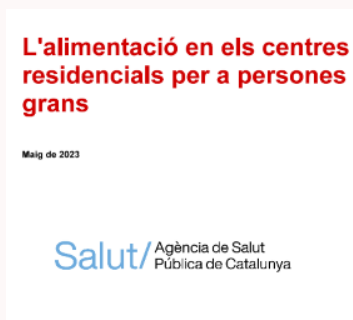 L'alimentació en els centres
residencials per a persones
grans
Maig de 2023
Salut/ Agència de Salut
Pública de Catalunya